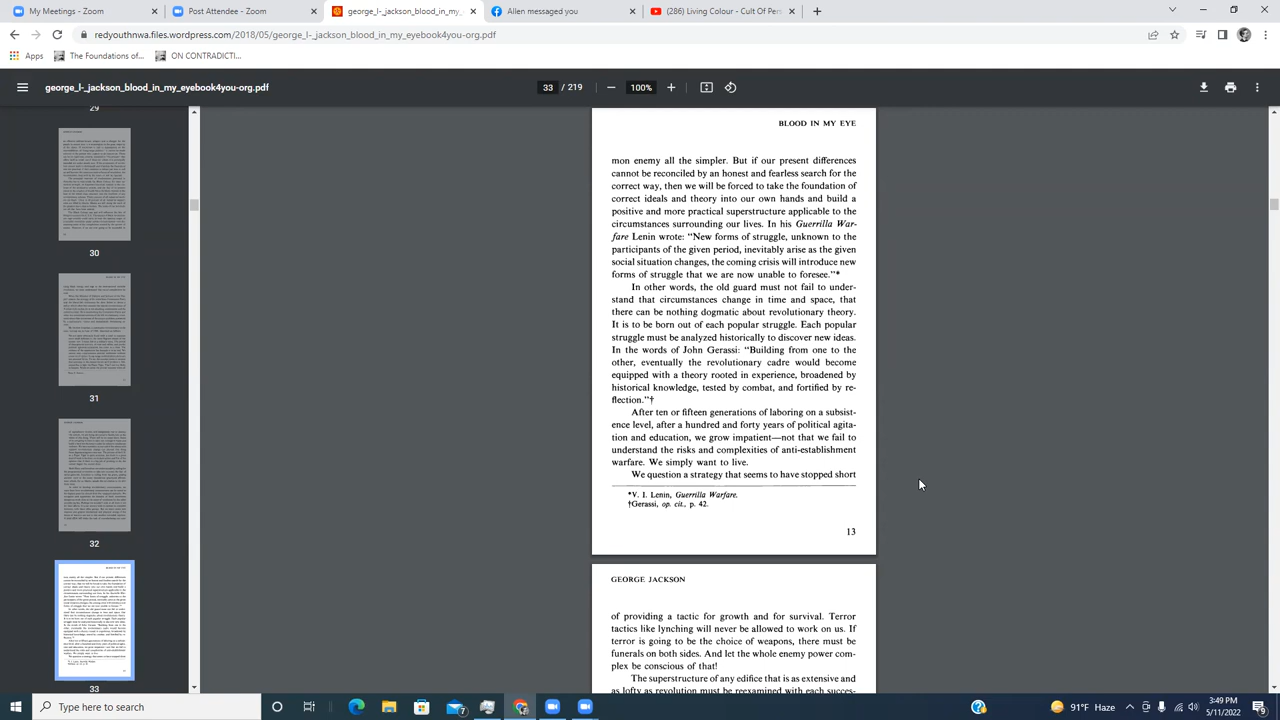 My Meetings - Zoom
Post Attendee - Zoom
george_l-_jackson_blood_in_my_
Allen messaged you
(286) Living Colour - Cult Of Pers
redyouthnwa.files.wordpress.com/2018/05/george_l-_jackson_blood_in_my_eyebook4you-org.pdf
Apps
The Foundations of...
ON CONTRADICTI...
george_l-_jackson_blood_in_my_eyebook4you-org.pdf
33 / 219
100%
29
30
31
32
33
BLOOD IN MY EYE
mon enemy all the simpler. But if our present differences
cannot be reconciled by an honest and fearless search for the
correct way, then we will be forced to take the foundation of
correct ideals and theory into our own hands and build a
positive and more practical superstructure applicable to the
circumstances surrounding our lives. In his Guerrilla War-
fare Lenin wrote: “New forms of struggle, unknown to the
participants of the given period, inevitably arise as the given
social situation changes, the coming crisis will introduce new
forms of struggle that we are now unable to foresee.”*
In other words, the old guard must not fail to under-
stand that circumstances change in time and space, that
there can be nothing dogmatic about revolutionary theory.
It is to be born out of each popular struggle. Each popular
struggle must be analyzed historically to discover new ideas.
In the words of John Gerassi: “Building from one to the
other, eventually the revolutionary cadre would become
equipped with a theory rooted in experience, broadened by
historical knowledge, tested by combat, and fortified by re-
flection.”†
After ten or fifteen generations of laboring on a subsist-
ence level, after a hundred and forty years of political agita-
tion and education, we grow impatient—not that we fail to
understand the risks and complexities of anti-establishment
warfare. We simply want to live.
We question a strategy that seems to have stopped short
*V. I. Lenin, Guerrilla Warfare.
†Gerassi, op. cit., p. 42.
13
GEORGE JACKSON
of providing a tactic for growth and for survival. Terror
tactics like lynching will never be allowed to work on us. If
terror is going to be the choice of weapons, there must be
funerals on both sides. And let the whole enemy power com-
plex be conscious of that!
The superstructure of any edifice that is as extensive and
as lofty as revolution must be reexamined with each succes-
Type here to search
91°F Haze
3:49 PM
5/11/2022